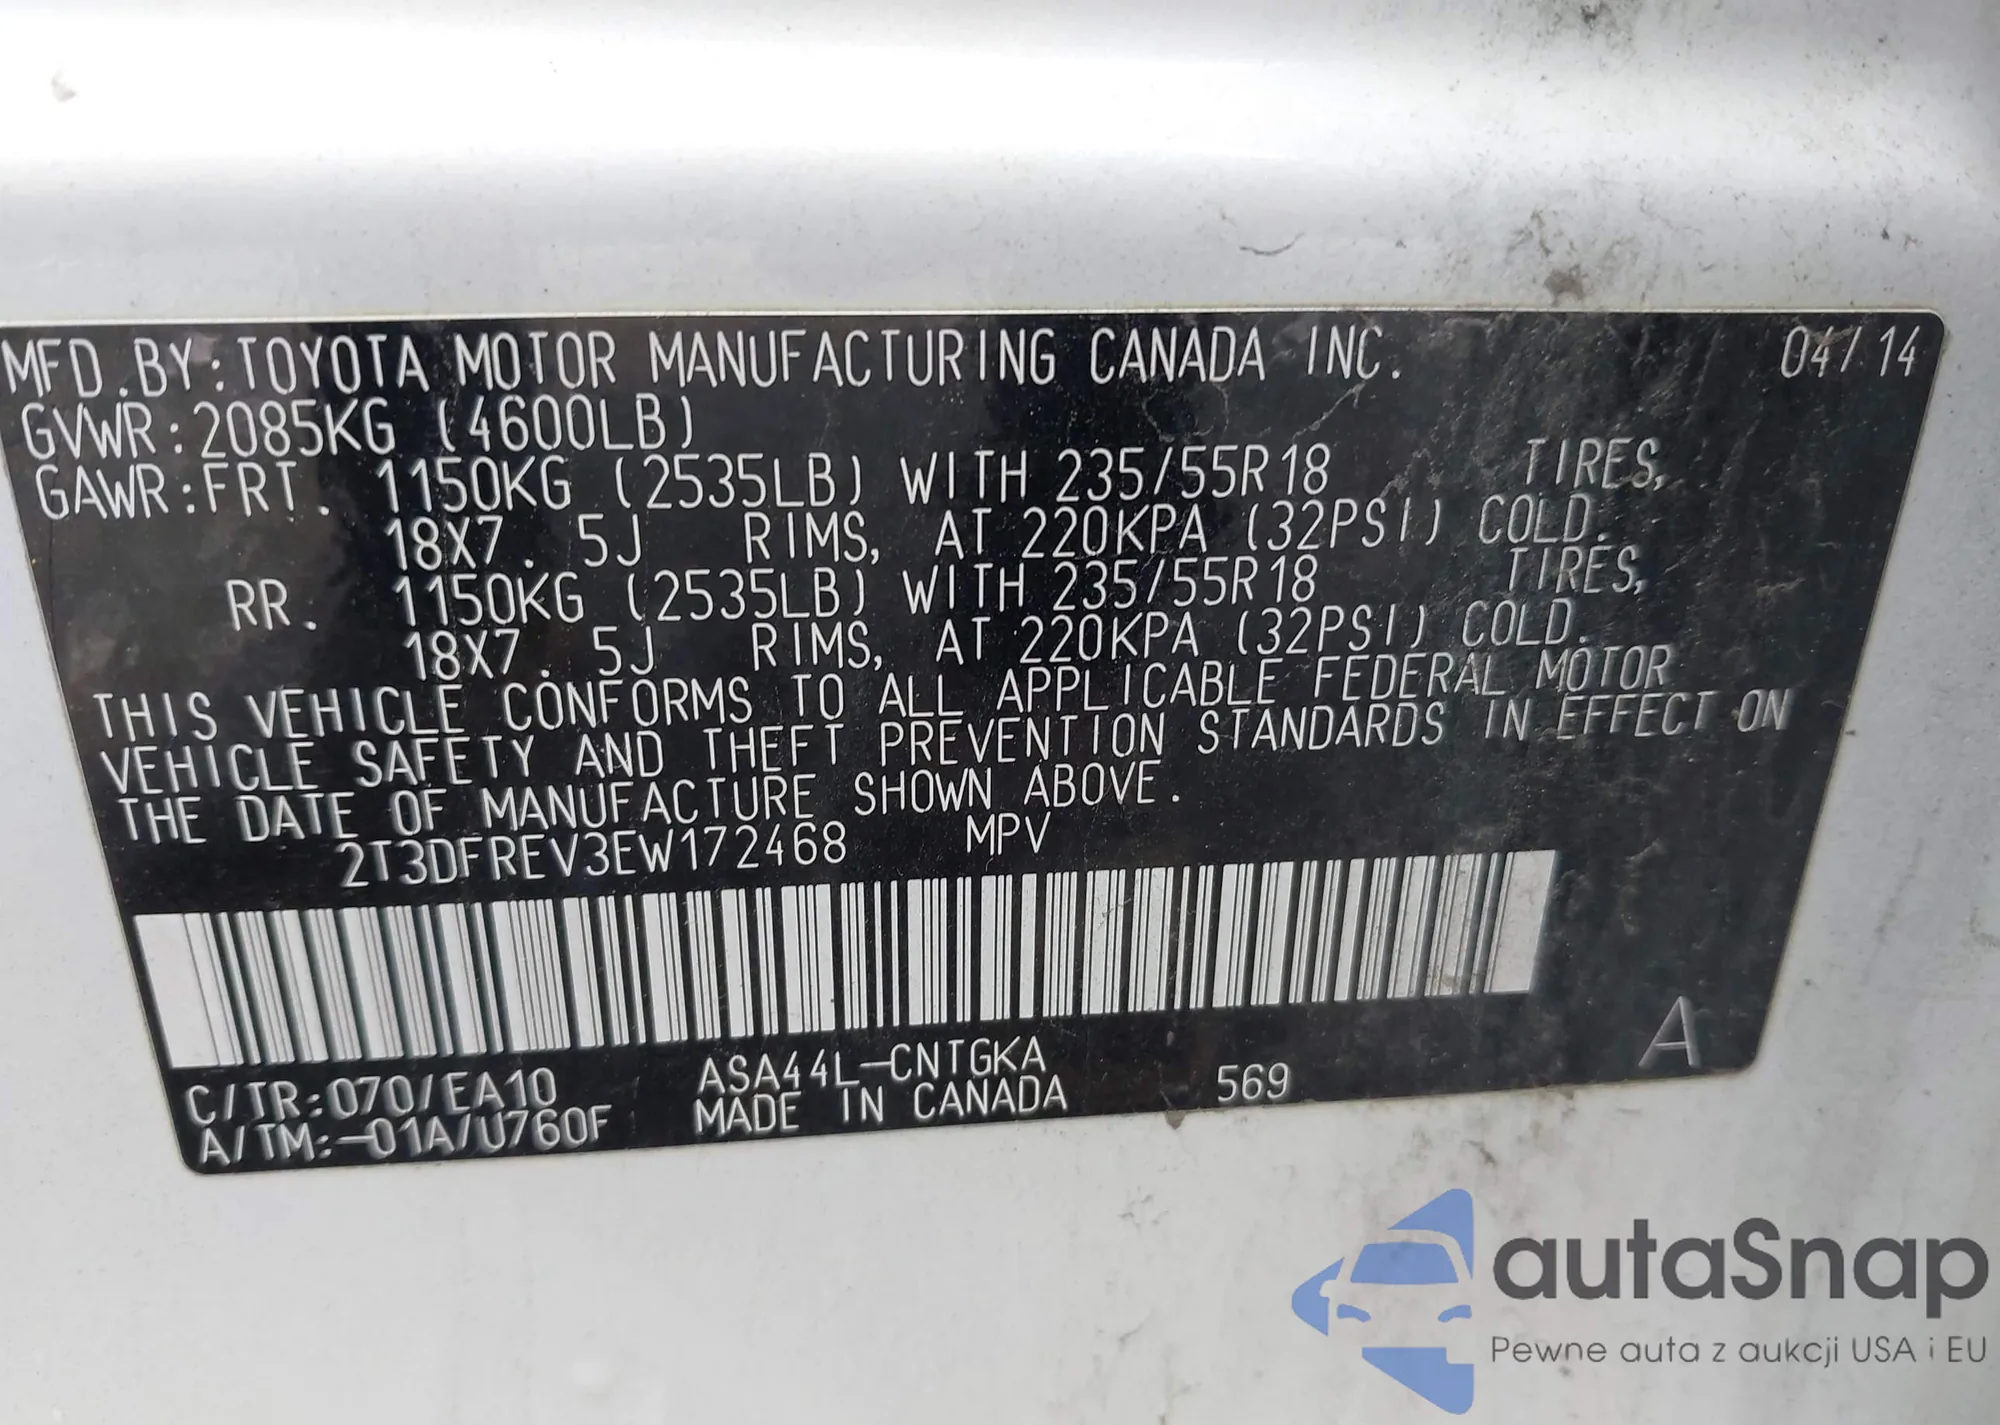 MFD.BY:TOYOTA MOTOR MANUFACTURING CANADA INC. 04/14
GVWR:2085KG (4600LB)
GAWR:FRT. 1150KG (2535LB) WITH 235/55R18 TIRES,
18X7.5J RIMS, AT 220KPA (32PSI) COLD.
RR. 1150KG (2535LB) WITH 235/55R18 TIRES,
18X7.5J RIMS, AT 220KPA (32PSI) COLD.
THIS VEHICLE CONFORMS TO ALL APPLICABLE FEDERAL MOTOR
VEHICLE SAFETY AND THEFT PREVENTION STANDARDS IN EFFECT ON
THE DATE OF MANUFACTURE SHOWN ABOVE.
2T3DFREV3EW172468 MPV
C/TR:070/EA10 ASA44L-CNTGKA 569 A
A/TM:-01A/U760F MADE IN CANADA
autaSnap
Pewne auta z aukcji USA i EU